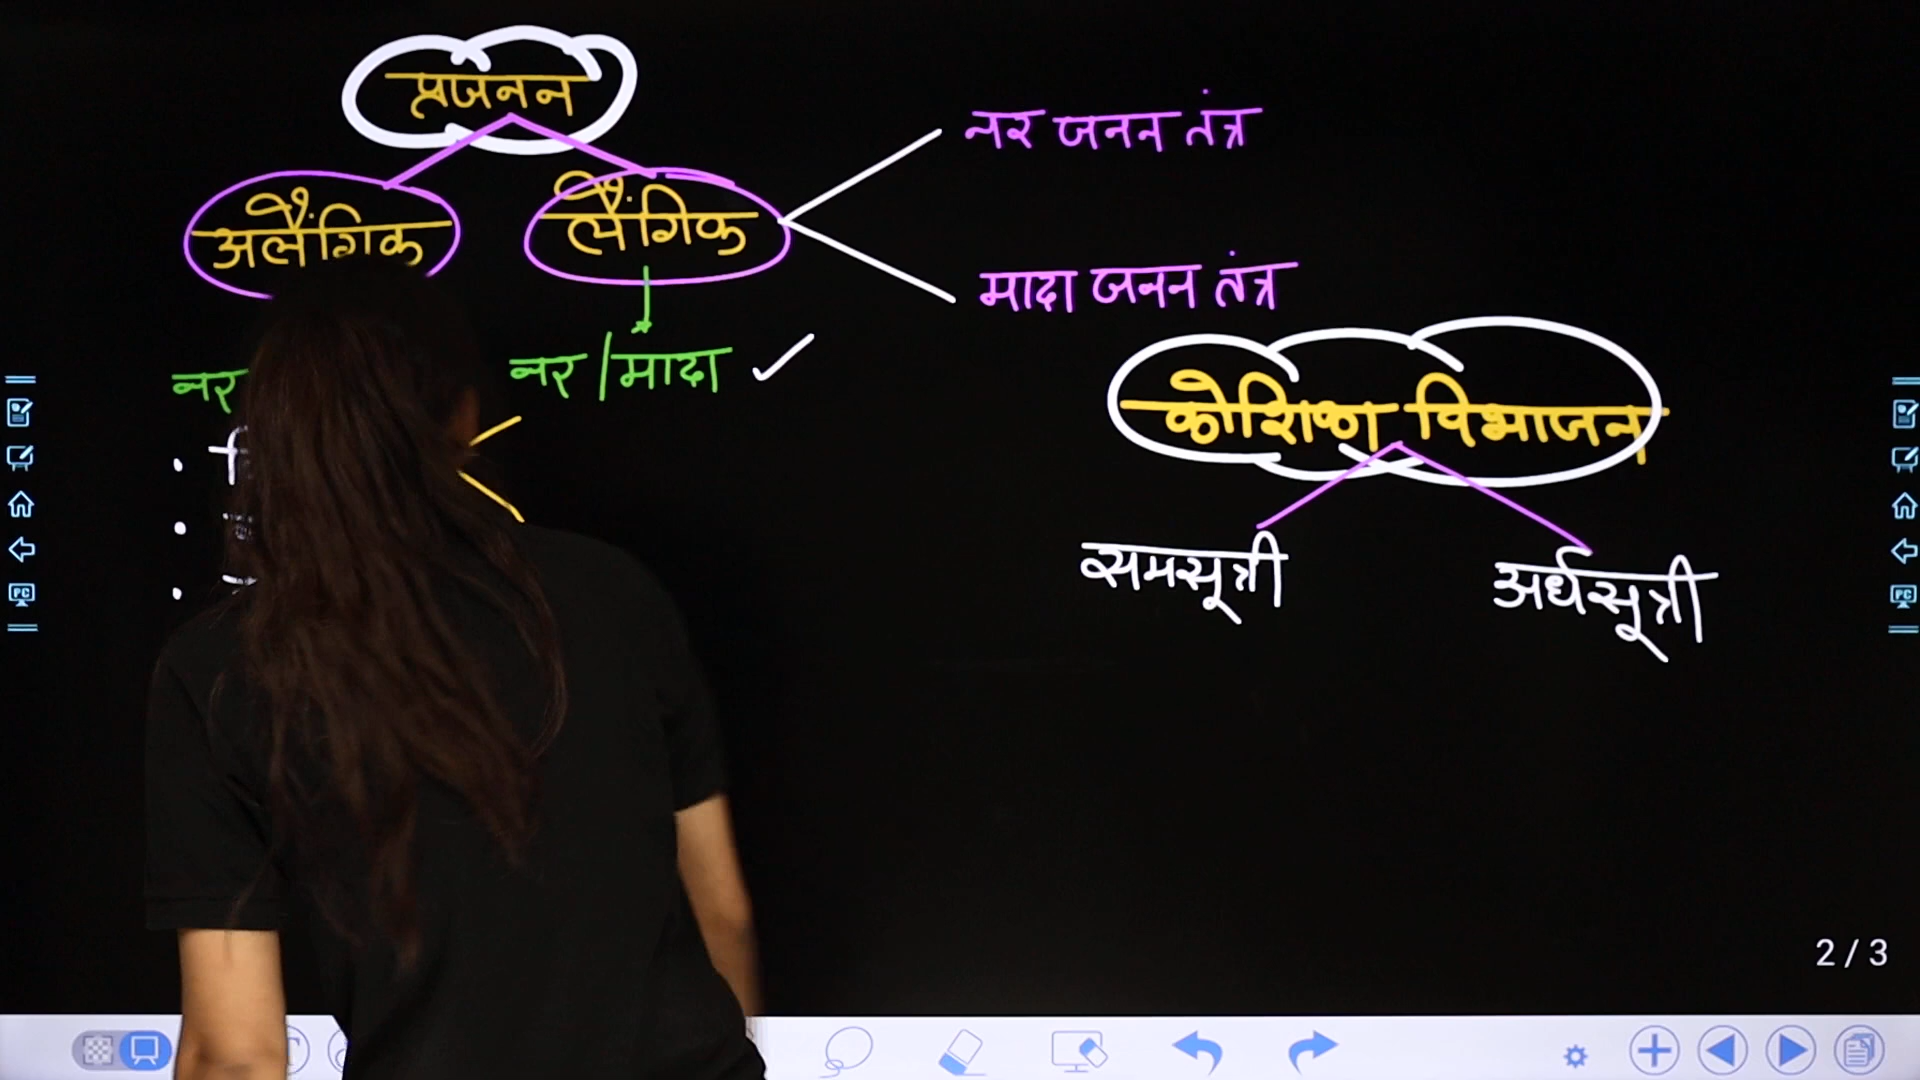 प्रजनन
अलैंगिक
लैंगिक
नर जनन तंत्र
मादा जनन तंत्र
नर
नर / मादा
कोशिका विभाजन
समसूत्री
अर्धसूत्री
2 / 3